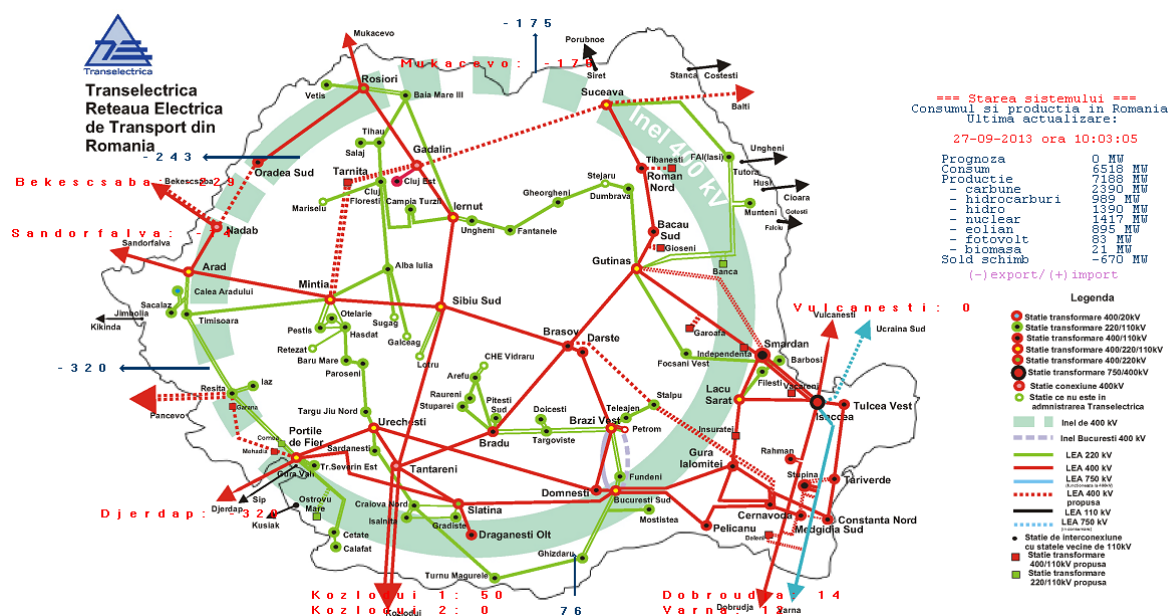 Transelectrica
Transelectrica
Reteaua Electrica
de Transport din
Romania
-175
Mukacevo
Mukacevo: -176
Porubnoe
Siret
Stanca
Costesti
Rosiori
Vetis
Baia Mare III
Suceava
Balti
Inel 400 kV
-243
Tihau
Salaj
Gadalin
Oradea Sud
Tarnita
Cluj Est
Cluj
Floresti
Mariselu
Campia Turzii
Bekescsaba
Nadab
Iernut
Ungheni
Fantanele
Gheorgheni
Stejaru
Dumbrava
Tibanesti
Roman
Nord
FAI(Iasi)
Tutora
Ungheni
Husi
Cioara
Gotesti
Falciu
Munteni
Banca
Bacau
Sud
Gioseni
Gutinas
Sandorfalva
Arad
Calea Aradului
Sacalaz
Jimbolia
Kikinda
Timisoara
Mintia
Alba Iulia
Sibiu Sud
Otelarie
Pestis
Hasdat
Retezat
Baru Mare
Paroseni
Sugag
Galceag
Lotru
Brasov
Darste
CHE Vidraru
Arefu
Raureni
Stuparei
Pitesti
Sud
Bradu
Doicesti
Targoviste
Teleajen
Stalpu
Brazi Vest
Petrom
Garoafa
Independenta
Focsani Vest
Smardan
Barbosi
Filesti
Vacareni
Lacu
Sarat
Isaccea
Tulcea Vest
Vulcanesti: 0
Vulcanesti
Ucraina Sud
-320
Resita
Iaz
Pancevo
Garana
Cornea
Mehadia
Portile
de Fier
Gura Vaii
Tr.Severin Est
Targu Jiu Nord
Urechesti
Sardanesti
Tantareni
Sip
Djerdap
Kusiak
Ostrovu
Mare
Cetate
Calafat
Craiova Nord
Isalnita
Gradiste
Slatina
Draganesti Olt
Turnu Magurele
Ghizdaru
Domnesti
Fundeni
Bucuresti Sud
Mostistea
Pelicanu
Gura
Ialomitei
Insuratei
Rahman
Stupina
Tariverde
Cernavoda
Medgidia Sud
Constanta Nord
Kozlodui
Kozlodui 1: 50
Kozlodui 2: 0
76
Dobroudja: 14
Dobrudja
Varna
=== Starea sistemului ===
Consumul si productia in Romania
Ultima actualizare:
27-09-2013 ora 10:03:05
Prognoza 0 MW
Consum 6518 MW
Productie 7188 MW
- carbune 2390 MW
- hidrocarburi 989 MW
- hidro 1390 MW
- nuclear 1417 MW
- eolian 895 MW
- fotovolt 83 MW
- biomasa 21 MW
Sold schimb -670 MW
(-)export/(+)import
Legenda
Statie transformare 400/20kV
Statie transformare 220/110kV
Statie transformare 400/110kV
Statie transformare 400/220/110kV
Statie transformare 400/220kV
Statie transformare 750/400kV
Statie conexiune 400kV
Statie ce nu este in
admnistrarea Transelectrica
Inel de 400 kV
Inel Bucuresti 400 kV
LEA 220 kV
LEA 400 kV
LEA 750 kV
LEA 400 kV
propusa
LEA 110 kV
LEA 750 kV
Statie de interconexiune
cu statele vecine de 110kV
Statie transformare
400/110kV propusa
Statie transformare
220/110kV propusa